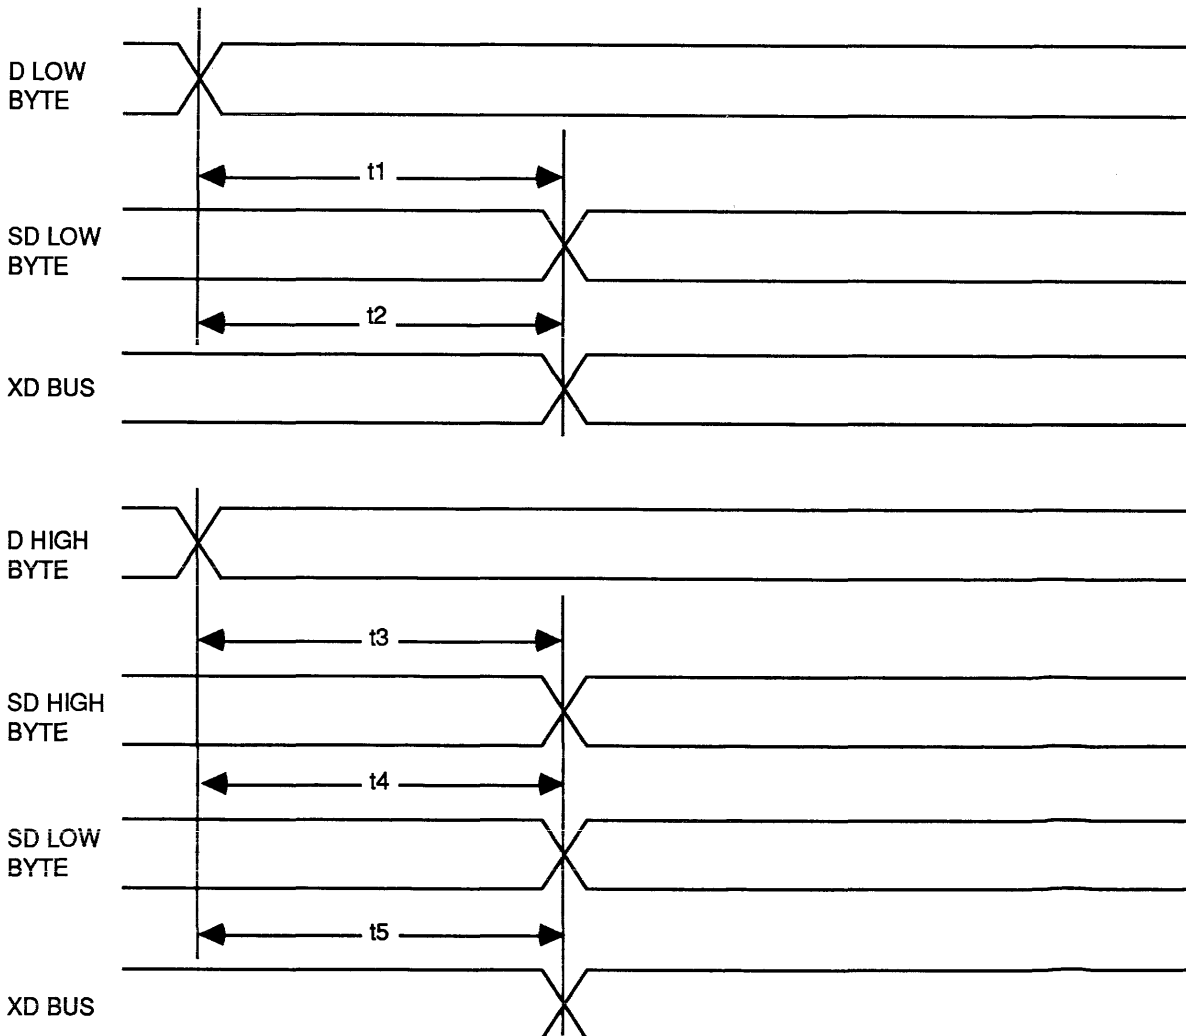 D LOW
BYTE
t1
SD LOW
BYTE
t2
XD BUS
D HIGH
BYTE
t3
SD HIGH
BYTE
t4
SD LOW
BYTE
t5
XD BUS